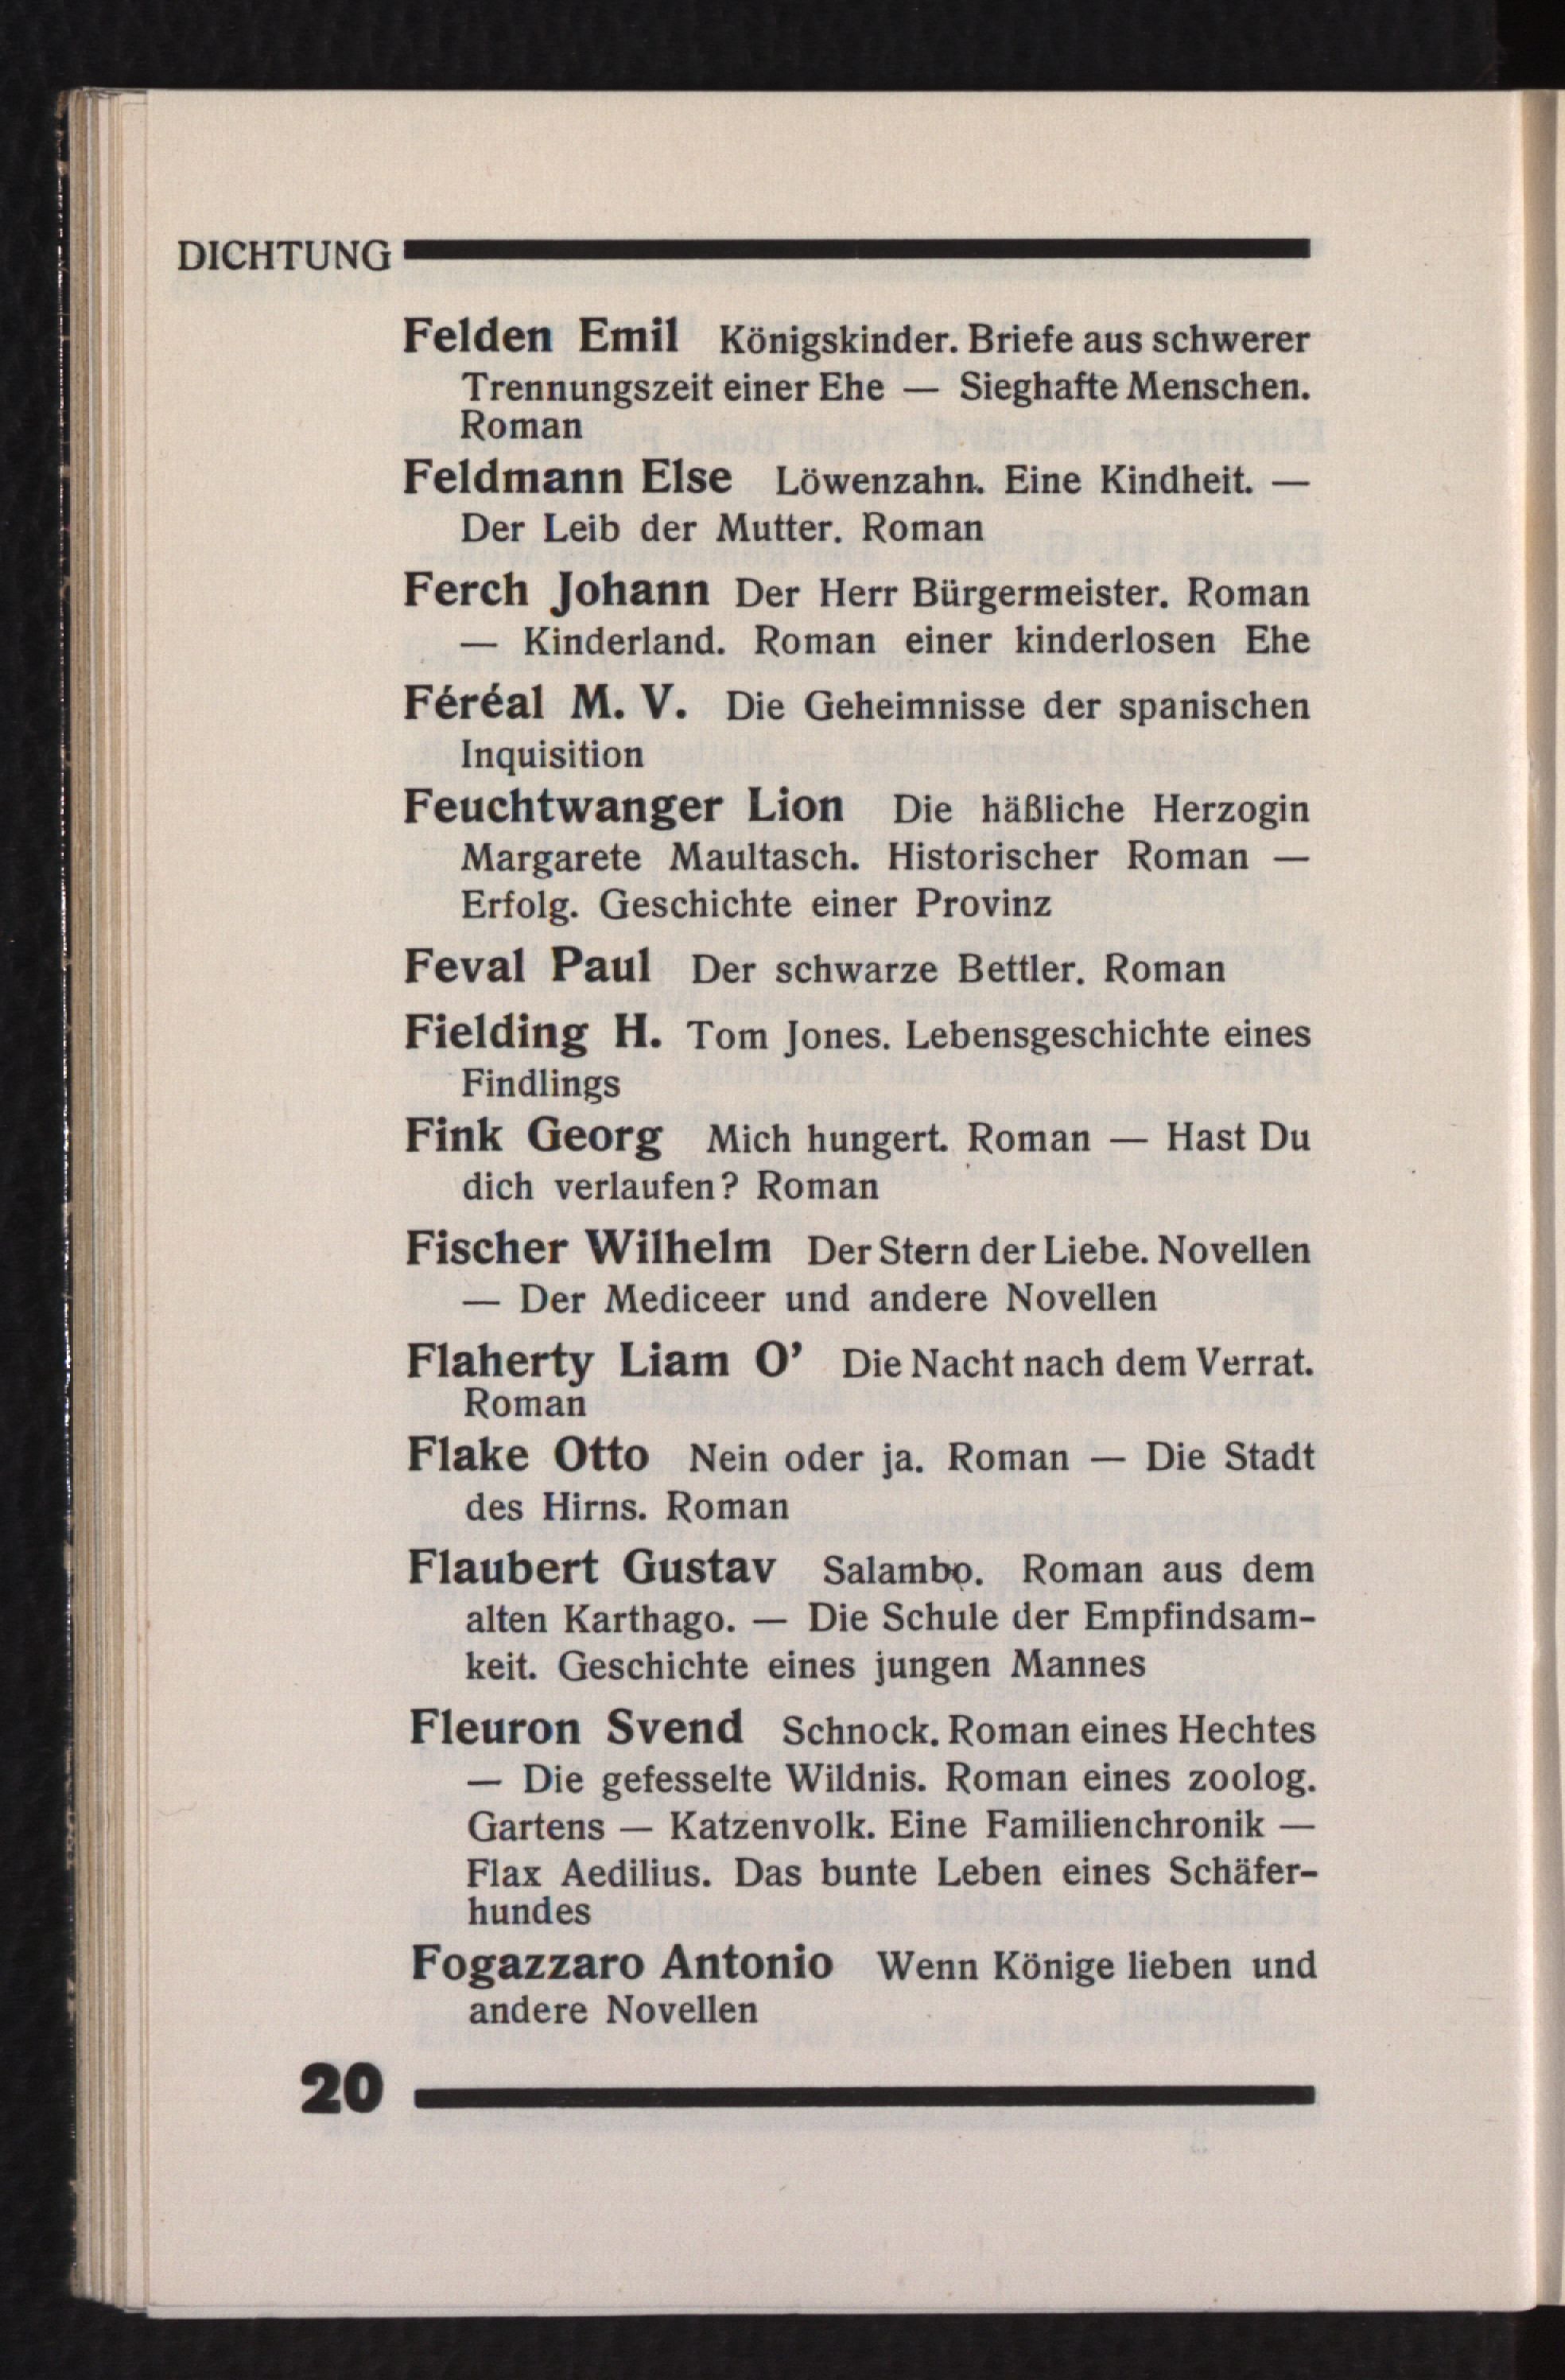 DICHTUNG
Felden Emil Königskinder. Briefe aus schwerer
Trennungszeit einer Ehe — Sieghafte Menschen.
Roman
Feldmann Else Löwenzahn. Eine Kindheit. —
Der Leib der Mutter. Roman
Ferch Johann Der Herr Bürgermeister. Roman
— Kinderland. Roman einer kinderlosen Ehe
Féréal M. V. Die Geheimnisse der spanischen
Inquisition
Feuchtwanger Lion Die häßliche Herzogin
Margarete Maultasch. Historischer Roman —
Erfolg. Geschichte einer Provinz
Feval Paul Der schwarze Bettler. Roman
Fielding H. Tom Jones. Lebensgeschichte eines
Findlings
Fink Georg Mich hungert. Roman — Hast Du
dich verlaufen? Roman
Fischer Wilhelm Der Stern der Liebe. Novellen
— Der Mediceer und andere Novellen
Flaherty Liam O’ Die Nacht nach dem Verrat.
Roman
Flake Otto Nein oder ja. Roman — Die Stadt
des Hirns. Roman
Flaubert Gustav Salambo. Roman aus dem
alten Karthago. — Die Schule der Empfindsam-
keit. Geschichte eines jungen Mannes
Fleuron Svend Schnock. Roman eines Hechtes
— Die gefesselte Wildnis. Roman eines zoolog.
Gartens — Katzenvolk. Eine Familienchronik —
Flax Aedilius. Das bunte Leben eines Schäfer-
hundes
Fogazzaro Antonio Wenn Könige lieben und
andere Novellen
20